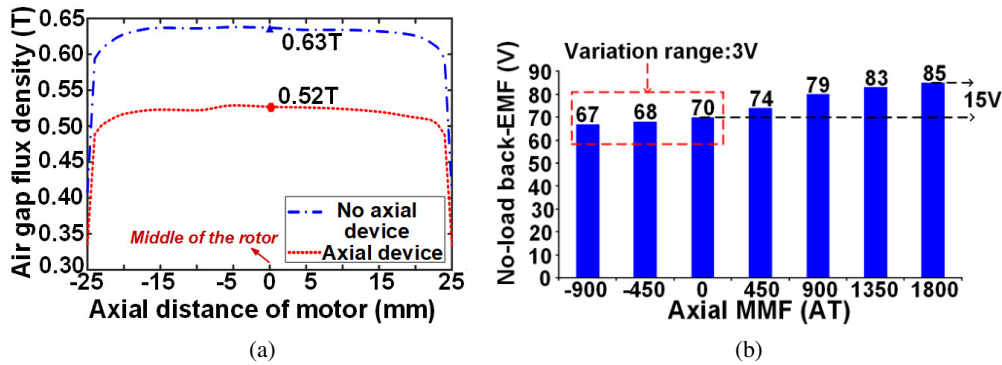 0.65
0.60
0.55
0.50
0.45
0.40
0.35
0.30
Air gap flux density (T)
0.63T
0.52T
No axial
device
Axial device
Middle of the rotor
-25
-15
-5
0
5
15
25
Axial distance of motor (mm)
(a)
Variation range:3V
No-load back-EMF (V)
90
80
70
60
50
40
30
20
10
0
67
68
70
74
79
83
85
15V
-900
-450
0
450
900
1350
1800
Axial MMF (AT)
(b)